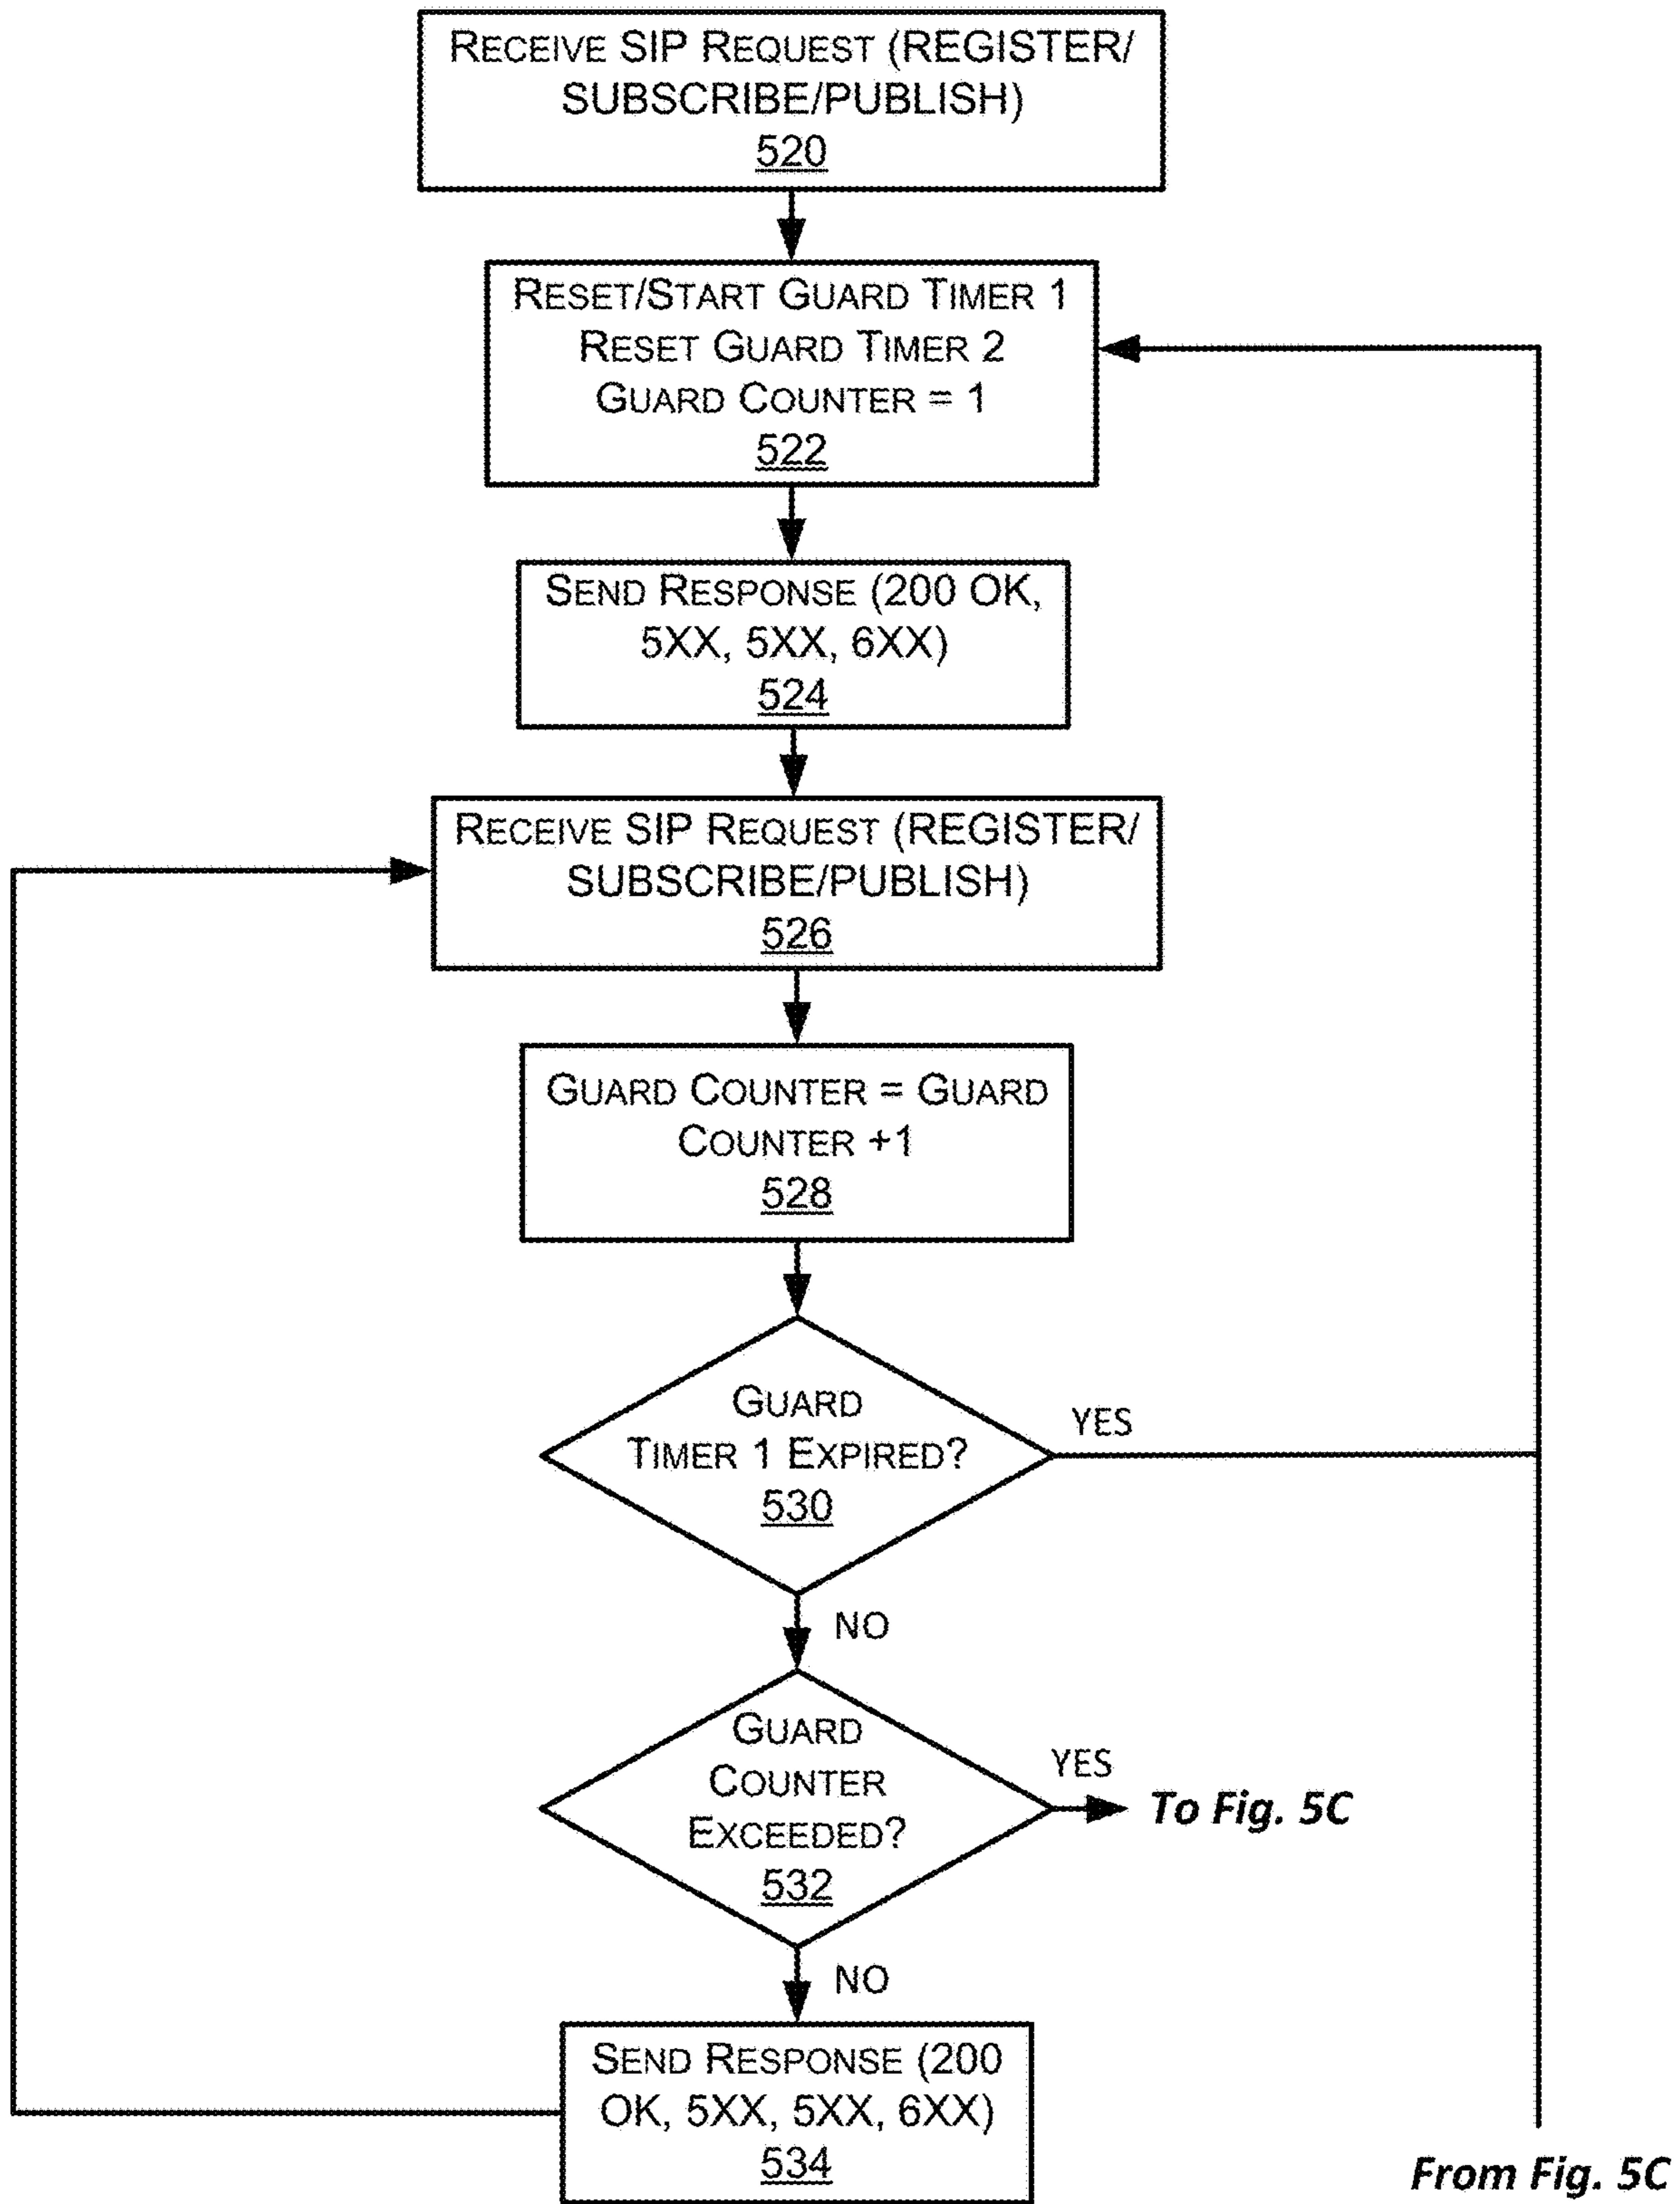 RECEIVE SIP REQUEST (REGISTER/
SUBSCRIBE/PUBLISH)
520
RESET/START GUARD TIMER 1
RESET GUARD TIMER 2
GUARD COUNTER = 1
522
SEND RESPONSE (200 OK,
5XX, 5XX, 6XX)
524
RECEIVE SIP REQUEST (REGISTER/
SUBSCRIBE/PUBLISH)
526
GUARD COUNTER = GUARD
COUNTER +1
528
GUARD
TIMER 1 EXPIRED?
530
YES
NO
GUARD
COUNTER
EXCEEDED?
532
YES
To Fig. 5C
NO
SEND RESPONSE (200
OK, 5XX, 5XX, 6XX)
534
From Fig. 5C